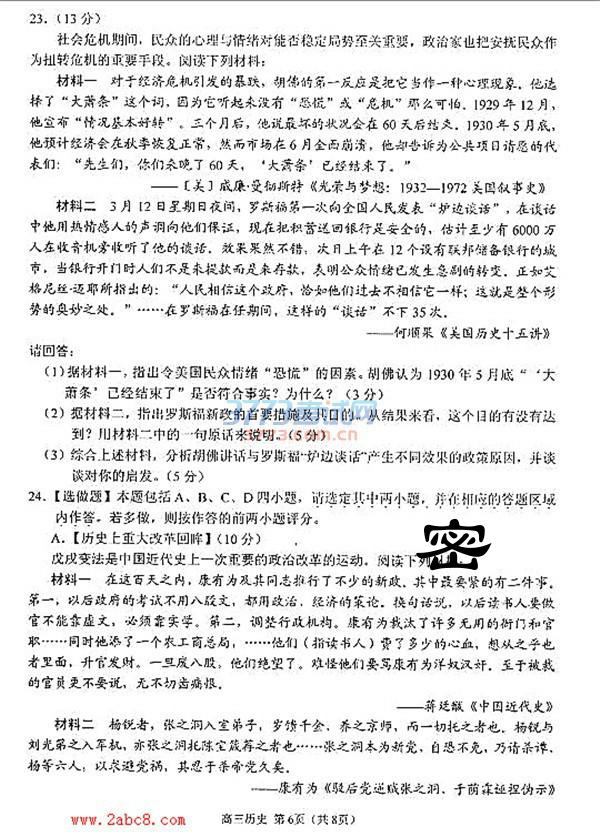 23.（13分）
社会危机期间，民众的心理与情绪对能否稳定局势至关重要，政治家也把安抚民众作
为扭转危机的重要手段。阅读下列材料：
材料一　对于经济危机引发的暴跌，胡佛的第一反应是把它当作一种心理现象。他选
择了“大萧条”这个词，因为它听起来没有“恐慌”或“危机”那么可怕。1929年12月，
他宣布“情况基本好转”。三个月后，他说最坏的状况会在60天后结束。1930年5月底，
他预计经济会在秋季恢复正常，然而市场在6月全面崩溃，他却告诉为公共项目请愿的代
表们：“先生们，你们来晚了60天，‘大萧条’已经结束了。”
——［美］威廉·曼彻斯特《光荣与梦想：1932—1972美国叙事史》
材料二　3月12日星期日夜间，罗斯福第一次向全国人民发表“炉边谈话”，在谈话
中他用热情感人的声调向他们保证，现在把积蓄送回银行是安全的，估计至少有6000万
人在收音机旁收听了他的谈话。效果果然不错，次日上午在12个设有联邦储备银行的城
市，当银行开门时人们不是来提款而是来存款，表明公众情绪已发生急剧的转变。正如艾
格尼丝·迈耶所指出的：“人民相信这个政府，恰如他们过去不相信它一样；这就是整个形
势的奥妙之处。”……在罗斯福在任期间，这样的“谈话”不下35次。
——何顺果《美国历史十五讲》
请回答：
（1）据材料一，指出令美国民众情绪“恐慌”的因素。胡佛认为1930年5月底“‘大
萧条’已经结束了”是否符合事实？为什么？（3分）
（2）据材料二，指出罗斯福新政的首要措施及其目的。从结果来看，这个目的有没有达
到？用材料二中的一句原话来说明。（5分）
（3）综合上述材料，分析胡佛讲话与罗斯福“炉边谈话”产生不同效果的政策原因，并谈
谈对你的启发。（5分）
24.【选做题】本题包括A、B、C、D四小题，请选定其中两小题，并在相应的答题区域
内作答。若多做，则按作答的前两小题评分。
A.【历史上重大改革回眸】（10分）
戊戌变法是中国近代史上一次重要的政治改革的运动。阅读下列
密
材料一　在这百天之内，康有为及其同志推行了不少的新政。其中最要紧的有二件事。
第一，以后政府的考试不用八股文，都用政治、经济的策论。换句话说，以后读书人要做
官不能靠虚文，必须靠实学。第二，调整行政机构。康有为裁汰了许多无用的衙门和官
职……同时他添了一个农工商总局，……他们（指读书人）费了多少的心血，想从之乎也
者里面，升官发财。一旦废八股，他们绝望了。难怪他们要骂康有为洋奴汉奸。至于被裁
的官员更不要说，无不切齿痛恨。
——蒋廷黻《中国近代史》
材料二　杨锐者，张之洞入室弟子，岁馈千金，养之京师，而一切托之者也。杨锐与
刘光第之入军机，亦张之洞托陈宝箴荐之者也……张之洞本为新党，自恐不免，乃请杀谭、
杨等六人，以求避党祸，其忍于杀帝党久矣。
——康有为《驳后党逆贼张之洞、于荫霖诬捏伪示》
高三历史 第6页（共8页）
www.2abc8.com
3773考试网
3773.com.cn